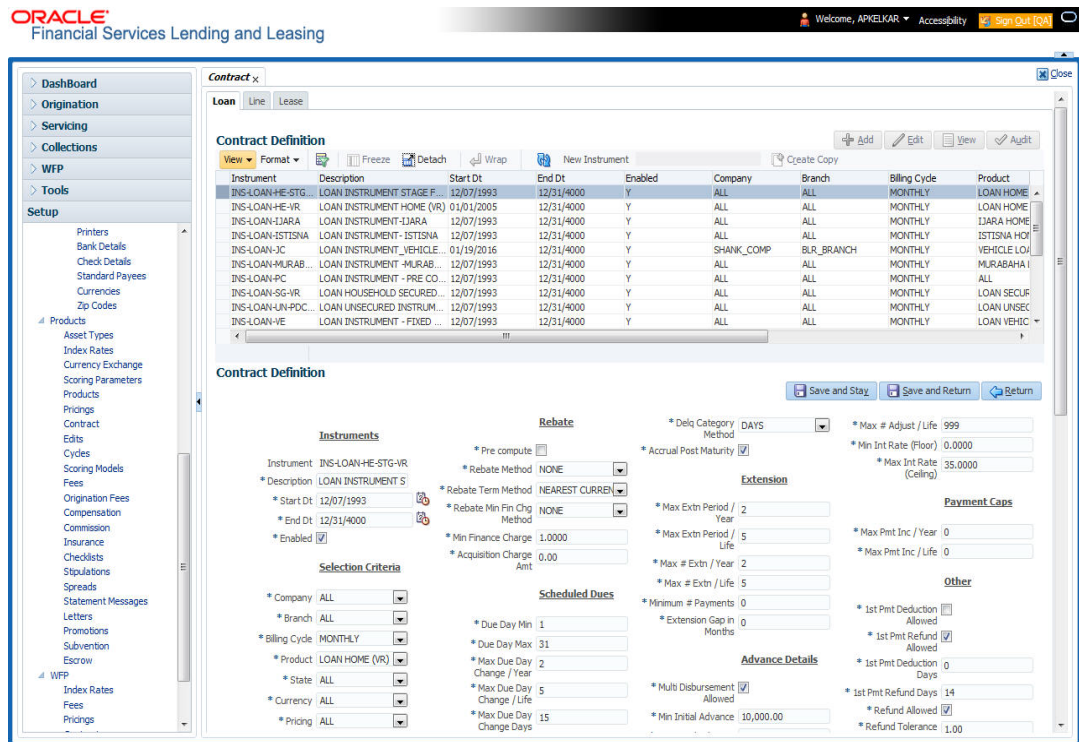 ORACLE
Financial Services Lending and Leasing
Welcome, APKELKAR
Accessibility
Sign Out [QA]
Close
DashBoard
Origination
Servicing
Collections
WFP
Tools
Setup
Printers
Bank Details
Check Details
Standard Payees
Currencies
Zip Codes
Products
Asset Types
Index Rates
Currency Exchange
Scoring Parameters
Products
Pricings
Contract
Edits
Cycles
Scoring Models
Fees
Origination Fees
Compensation
Commission
Insurance
Checklists
Stipulations
Spreads
Statement Messages
Letters
Promotions
Subvention
Escrow
WFP
Index Rates
Fees
Pricings
Contract x
Loan Line Lease
Contract Definition
Add Edit View Audit
View Format Freeze Detach Wrap New Instrument Create Copy
Instrument Description Start Dt End Dt Enabled Company Branch Billing Cycle Product
INS-LOAN-HE-STG... LOAN INSTRUMENT STAGE F... 12/07/1993 12/31/4000 Y ALL ALL MONTHLY LOAN HOME
INS-LOAN-HE-VR LOAN INSTRUMENT HOME (VR) 01/01/2005 12/31/4000 Y ALL ALL MONTHLY LOAN HOME
INS-LOAN-IJARA LOAN INSTRUMENT-IJARA 12/07/1993 12/31/4000 Y ALL ALL MONTHLY IJARA HOME
INS-LOAN-ISTISNA LOAN INSTRUMENT- ISTISNA 12/07/1993 12/31/4000 Y ALL ALL MONTHLY ISTISNA HOM
INS-LOAN-JC LOAN INSTRUMENT_VEHICLE... 01/19/2016 12/31/4000 Y SHANK_COMP BLR_BRANCH MONTHLY VEHICLE LOA
INS-LOAN-MURAB... LOAN INSTRUMENT -MURAB... 12/07/1993 12/31/4000 Y ALL ALL MONTHLY MURABAHA
INS-LOAN-PC LOAN INSTRUMENT - PRE CO... 12/07/1993 12/31/4000 Y ALL ALL MONTHLY ALL
INS-LOAN-SG-VR LOAN HOUSEHOLD SECURED... 12/07/1993 12/31/4000 Y ALL ALL MONTHLY LOAN SECUR
INS-LOAN-UN-PDC... LOAN UNSECURED INSTRUM... 12/07/1993 12/31/4000 Y ALL ALL MONTHLY LOAN UNSEC
INS-LOAN-VE LOAN INSTRUMENT - FIXED ... 12/07/1993 12/31/4000 Y ALL ALL MONTHLY LOAN VEHIC
Contract Definition
Save and Stay Save and Return Return
Instruments
Instrument INS-LOAN-HE-STG-VR
* Description LOAN INSTRUMENT S
* Start Dt 12/07/1993
* End Dt 12/31/4000
* Enabled
Selection Criteria
* Company ALL
* Branch ALL
* Billing Cycle MONTHLY
* Product LOAN HOME (VR)
* State ALL
* Currency ALL
* Pricing ALL
Rebate
* Pre compute
* Rebate Method NONE
* Rebate Term Method NEAREST CURREN
* Rebate Min Fin Chg Method NONE
* Min Finance Charge 1.0000
* Acquisition Charge Amt 0.00
Scheduled Dues
* Due Day Min 1
* Due Day Max 31
* Max Due Day Change / Year 2
* Max Due Day Change / Life 5
* Max Due Day Change Days 15
* Delq Category Method DAYS
* Accrual Post Maturity
Extension
* Max Extn Period / Year 2
* Max Extn Period / Life 5
* Max # Extn / Year 2
* Max # Extn / Life 5
* Minimum # Payments 0
* Extension Gap in Months 0
Advance Details
* Multi Disbursement Allowed
* Min Initial Advance 10,000.00
* Max # Adjust / Life 999
* Min Int Rate (Floor) 0.0000
* Max Int Rate (Ceiling) 35.0000
Payment Caps
* Max Pmt Inc / Year 0
* Max Pmt Inc / Life 0
Other
* 1st Pmt Deduction Allowed
* 1st Pmt Refund Allowed
* 1st Pmt Deduction Days 0
* 1st Pmt Refund Days 14
* Refund Allowed
* Refund Tolerance 1.00